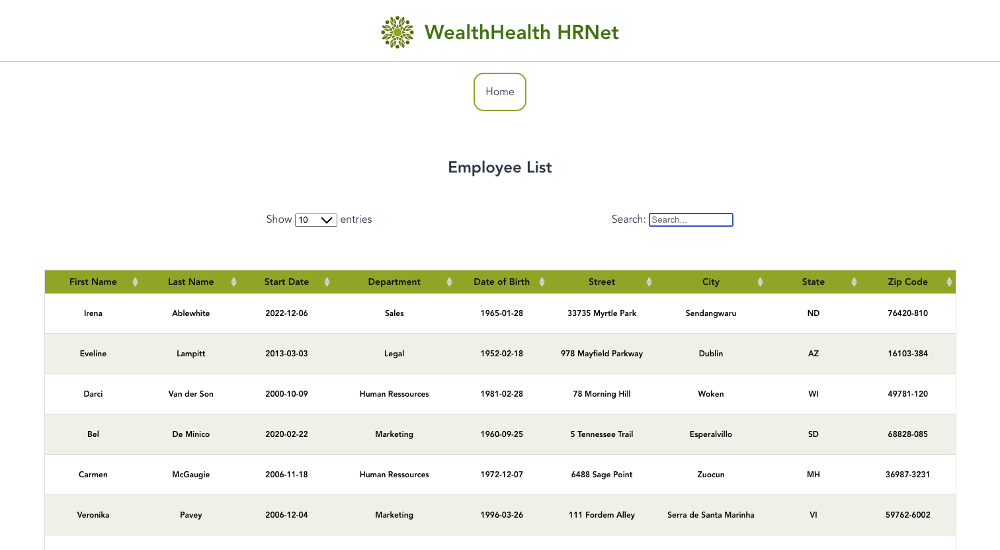 WealthHealth HRNet
Home
Employee List
Show 10 entries Search: Search...
First Name Last Name Start Date Department Date of Birth Street City State Zip Code
Irena Ablewhite 2022-12-06 Sales 1965-01-28 33735 Myrtle Park Sendangwaru ND 76420-810
Eveline Lampitt 2013-03-03 Legal 1952-02-18 978 Mayfield Parkway Dublin AZ 16103-384
Darci Van der Son 2000-10-09 Human Ressources 1981-02-28 78 Morning Hill Woken WI 49781-120
Bel De Minico 2020-02-22 Marketing 1960-09-25 5 Tennessee Trail Esperalvillo SD 68828-085
Carmen McGaugie 2006-11-18 Human Ressources 1972-12-07 6488 Sage Point Zuocun MH 36987-3231
Veronika Pavey 2006-12-04 Marketing 1996-03-26 111 Fordem Alley Serra de Santa Marinha VI 59762-6002